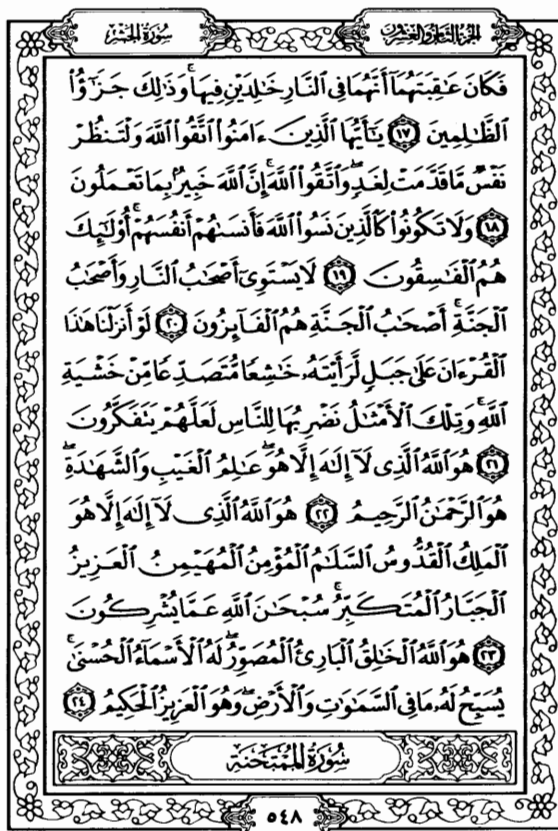 الجزء الثامن والعشرون
سورة الحشر
فَكَانَ عَٰقِبَتَهُمَآ أَنَّهُمَا فِي ٱلنَّارِ خَٰلِدَيْنِ فِيهَاۚ وَذَٰلِكَ جَزَٰٓؤُاْ
ٱلظَّٰلِمِينَ ١٧ يَٰٓأَيُّهَا ٱلَّذِينَ ءَامَنُواْ ٱتَّقُواْ ٱللَّهَ وَلْتَنظُرْ
نَفْسٌ مَّا قَدَّمَتْ لِغَدٍۖ وَٱتَّقُواْ ٱللَّهَۚ إِنَّ ٱللَّهَ خَبِيرُۢ بِمَا تَعْمَلُونَ
١٨ وَلَا تَكُونُواْ كَٱلَّذِينَ نَسُواْ ٱللَّهَ فَأَنسَىٰهُمْ أَنفُسَهُمْۚ أُوْلَٰٓئِكَ
هُمُ ٱلْفَٰسِقُونَ ١٩ لَا يَسْتَوِيٓ أَصْحَٰبُ ٱلنَّارِ وَأَصْحَٰبُ
ٱلْجَنَّةِۚ أَصْحَٰبُ ٱلْجَنَّةِ هُمُ ٱلْفَآئِزُونَ ٢٠ لَوْ أَنزَلْنَا هَٰذَا
ٱلْقُرْءَانَ عَلَىٰ جَبَلٍ لَّرَأَيْتَهُۥ خَٰشِعًا مُّتَصَدِّعًا مِّنْ خَشْيَةِ
ٱللَّهِۚ وَتِلْكَ ٱلْأَمْثَٰلُ نَضْرِبُهَا لِلنَّاسِ لَعَلَّهُمْ يَتَفَكَّرُونَ
٢١ هُوَ ٱللَّهُ ٱلَّذِي لَآ إِلَٰهَ إِلَّا هُوَۖ عَٰلِمُ ٱلْغَيْبِ وَٱلشَّهَٰدَةِۖ
هُوَ ٱلرَّحْمَٰنُ ٱلرَّحِيمُ ٢٢ هُوَ ٱللَّهُ ٱلَّذِي لَآ إِلَٰهَ إِلَّا هُوَ
ٱلْمَلِكُ ٱلْقُدُّوسُ ٱلسَّلَٰمُ ٱلْمُؤْمِنُ ٱلْمُهَيْمِنُ ٱلْعَزِيزُ
ٱلْجَبَّارُ ٱلْمُتَكَبِّرُۚ سُبْحَٰنَ ٱللَّهِ عَمَّا يُشْرِكُونَ
٢٣ هُوَ ٱللَّهُ ٱلْخَٰلِقُ ٱلْبَارِئُ ٱلْمُصَوِّرُۖ لَهُ ٱلْأَسْمَآءُ ٱلْحُسْنَىٰۚ
يُسَبِّحُ لَهُۥ مَا فِي ٱلسَّمَٰوَٰتِ وَٱلْأَرْضِۖ وَهُوَ ٱلْعَزِيزُ ٱلْحَكِيمُ ٢٤
سُورَةُ الْمُمْتَحَنَة
٥٤٨